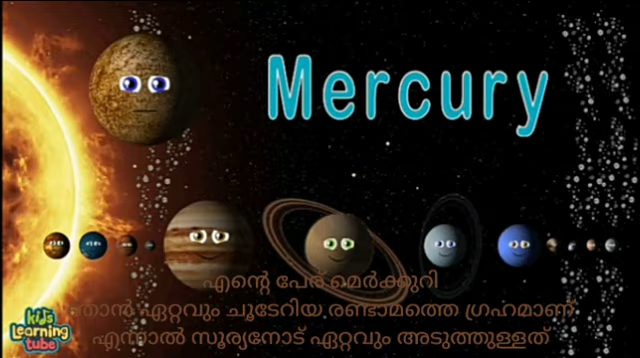 Mercury
എന്റെ പേര് മെർക്കുറി
ഞാൻ ഏറ്റവും ചൂടേറിയ രണ്ടാമത്തെ ഗ്രഹമാണ്
എന്നാൽ സൂര്യനോട് ഏറ്റവും അടുത്തുള്ളത്
kids
Learning
tube